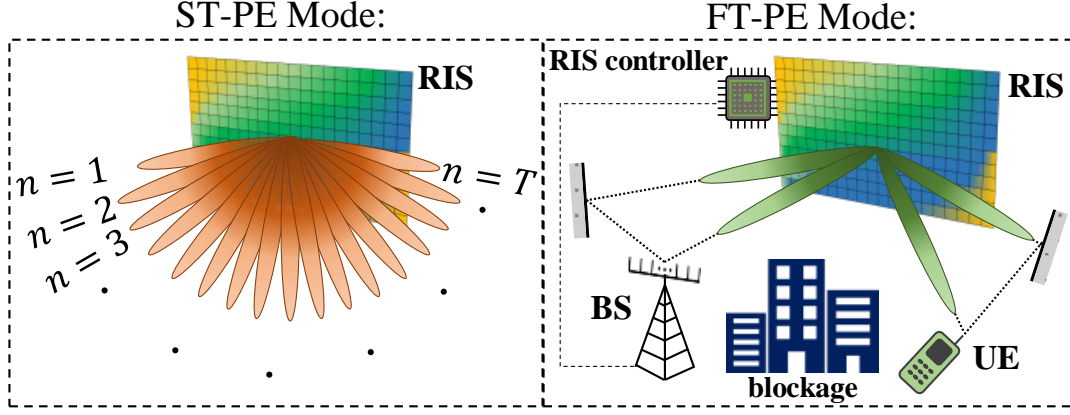 ST-PE Mode:
FT-PE Mode:
RIS
n = 1
n = 2
n = 3
n = T
RIS controller
RIS
BS
blockage
UE